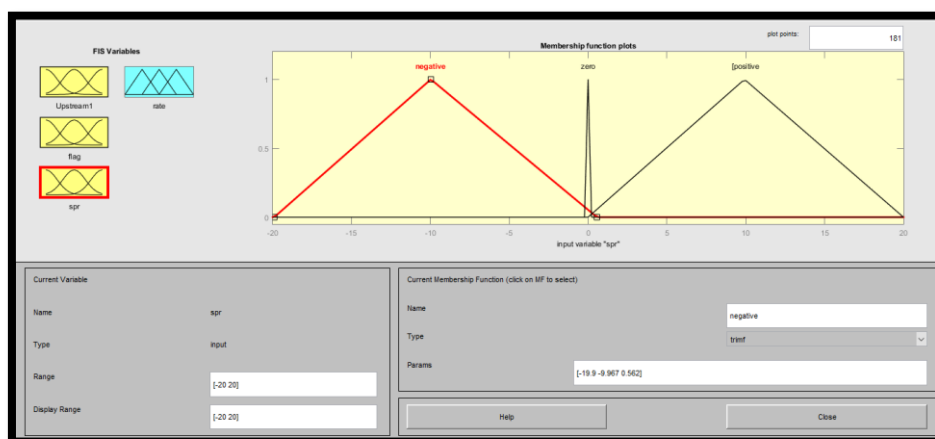 plot points: 181
FIS Variables
Membership function plots
Upstream1
rate
flag
spr
negative
zero
[positive
1
0.5
0
-20 -15 -10 -5 0 5 10 15 20
input variable "spr"
Current Variable
Name spr
Type input
Range [-20 20]
Display Range [-20 20]
Current Membership Function (click on MF to select)
Name negative
Type trimf
Params [-19.9 -9.967 0.562]
Help Close